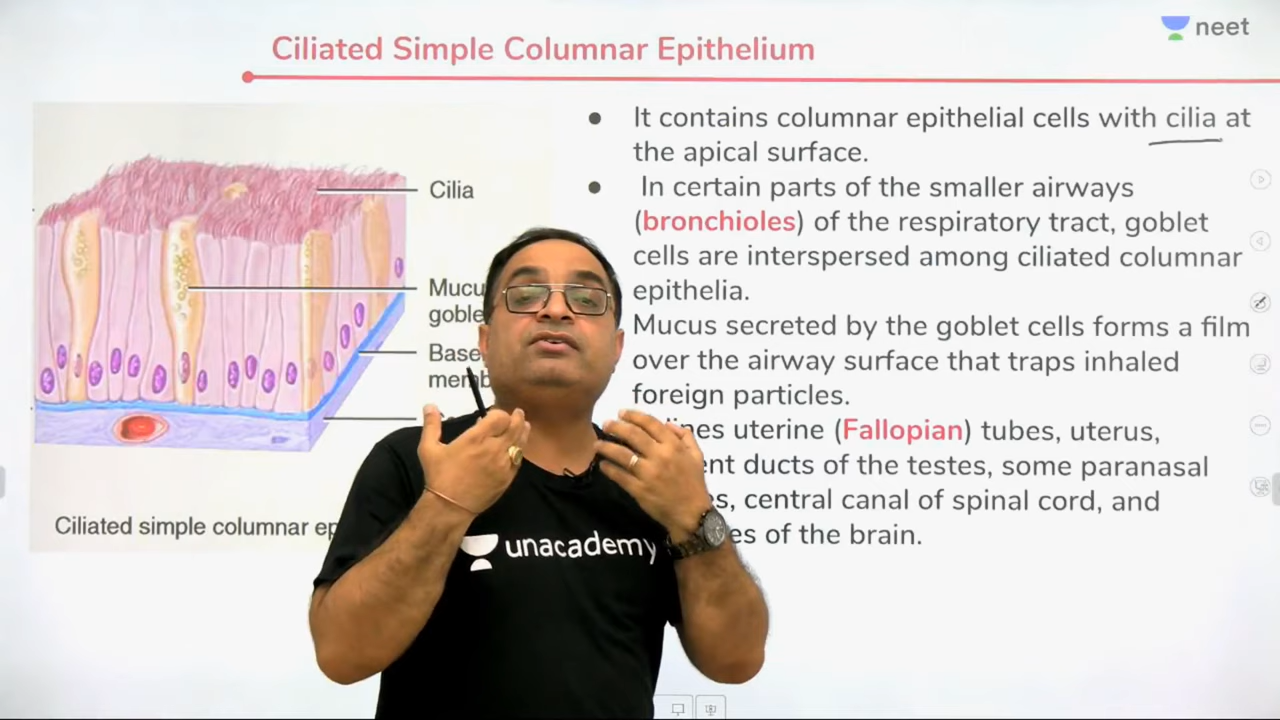 Ciliated Simple Columnar Epithelium
neet
It contains columnar epithelial cells with cilia at
the apical surface.
In certain parts of the smaller airways
(bronchioles) of the respiratory tract, goblet
cells are interspersed among ciliated columnar
epithelia.
Mucus secreted by the goblet cells forms a film
over the airway surface that traps inhaled
foreign particles.
uterine (Fallopian) tubes, uterus,
ducts of the testes, some paranasal
central canal of spinal cord, and
of the brain.
Cilia
Ciliated simple columnar
unacademy